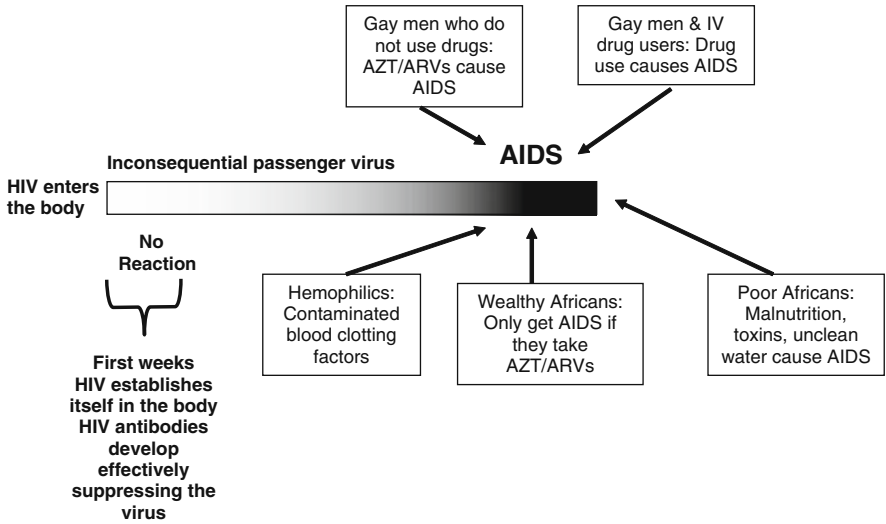 Gay men who do
not use drugs:
AZT/ARVs cause
AIDS
Gay men & IV
drug users: Drug
use causes AIDS
AIDS
Inconsequential passenger virus
HIV enters
the body
No
Reaction
First weeks
HIV establishes
itself in the body
HIV antibodies
develop
effectively
suppressing the
virus
Hemophilics:
Contaminated
blood clotting
factors
Wealthy Africans:
Only get AIDS if
they take
AZT/ARVs
Poor Africans:
Malnutrition,
toxins, unclean
water cause AIDS